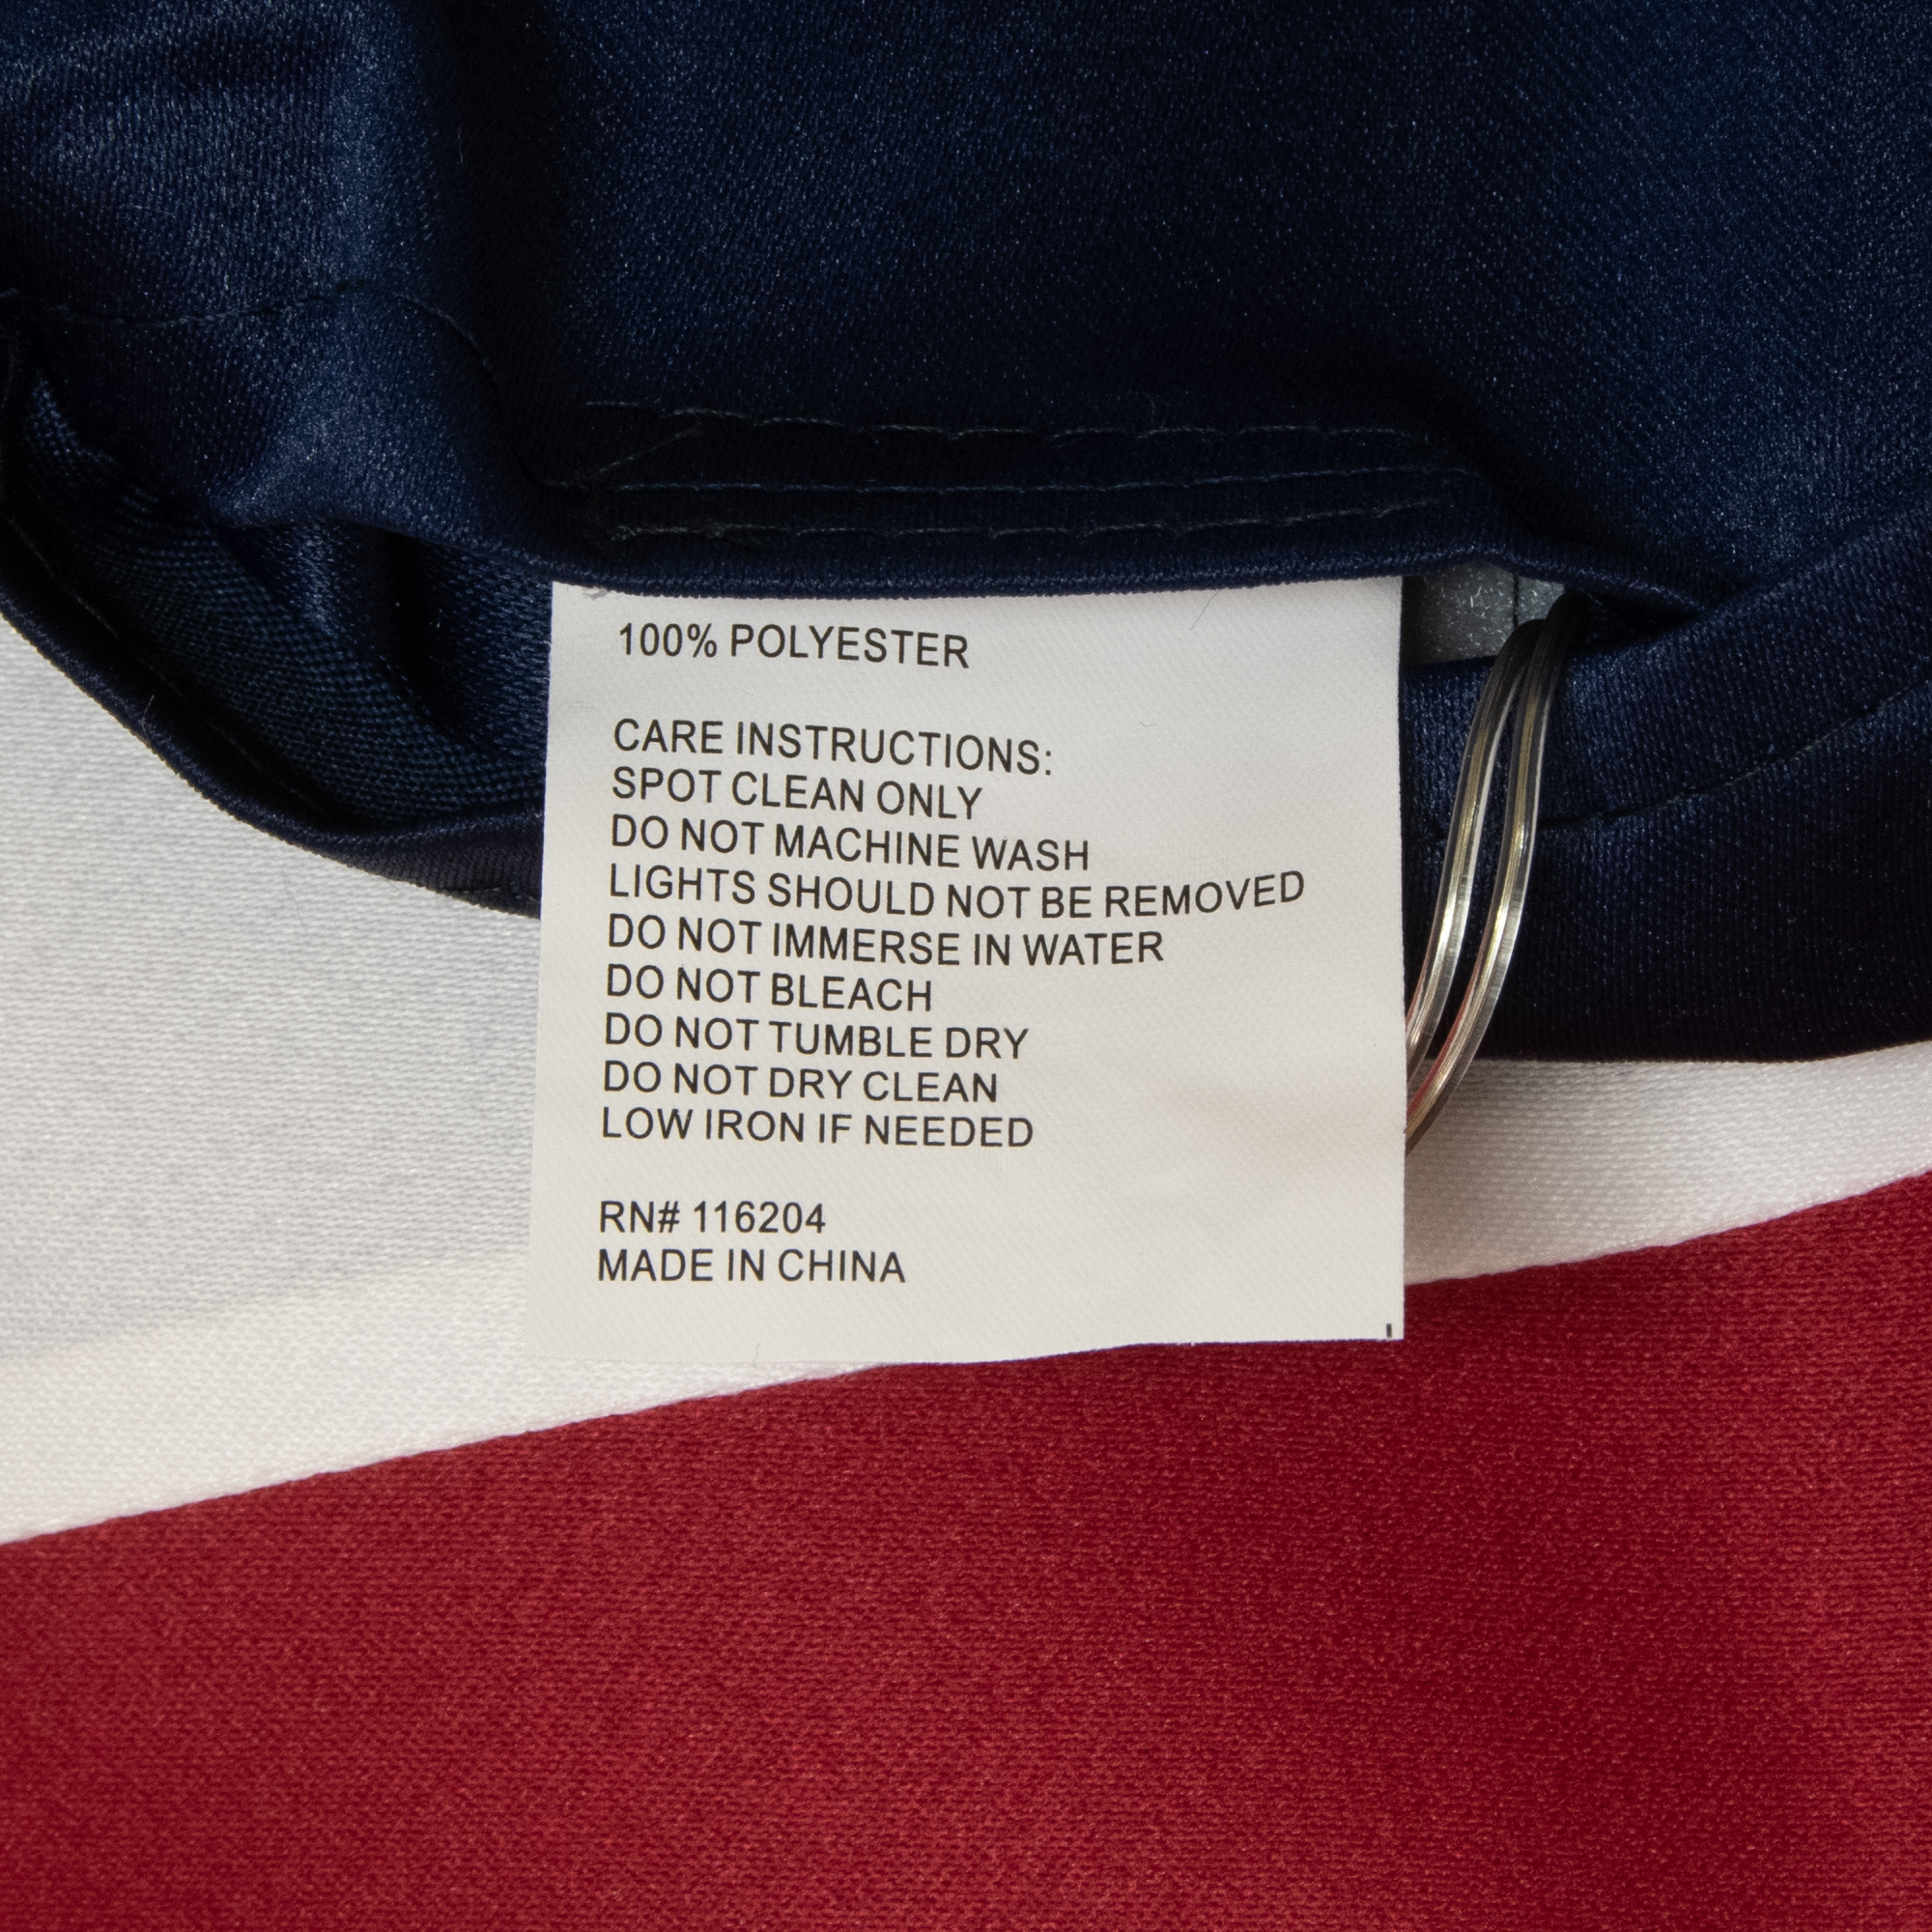 100% POLYESTER
CARE INSTRUCTIONS:
SPOT CLEAN ONLY
DO NOT MACHINE WASH
LIGHTS SHOULD NOT BE REMOVED
DO NOT IMMERSE IN WATER
DO NOT BLEACH
DO NOT TUMBLE DRY
DO NOT DRY CLEAN
LOW IRON IF NEEDED
RN# 116204
MADE IN CHINA